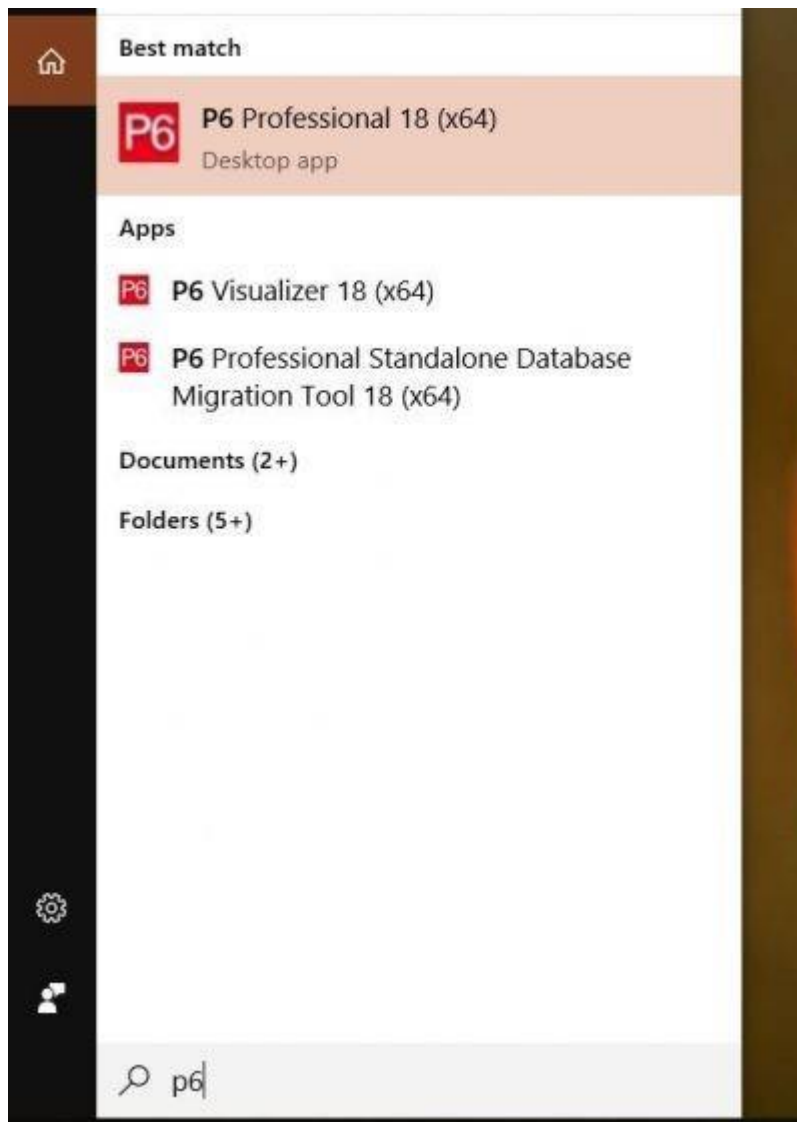 Best match
P6
P6 Professional 18 (x64)
Desktop app
Apps
P6
P6 Visualizer 18 (x64)
P6
P6 Professional Standalone Database
Migration Tool 18 (x64)
Documents (2+)
Folders (5+)
p6